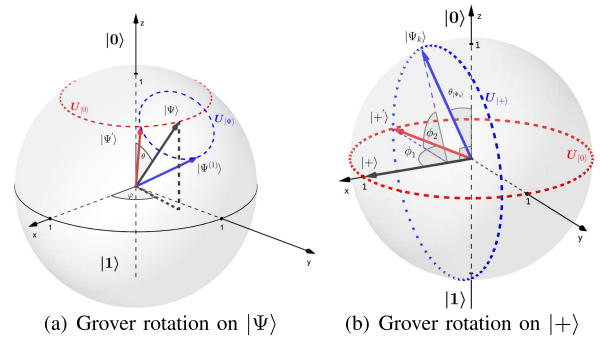 z
|0⟩
1
U|0⟩
|Ψ⟩
U|Ψ⟩
|Ψ′⟩
θ
|Ψ(1)⟩
φ
x
1
1
y
|1⟩
(a) Grover rotation on |Ψ⟩
z
|0⟩
1
|Ψk⟩
θ|Ψk⟩
U|+⟩
|+′⟩
ϕ2
ϕ1
U|0⟩
|+⟩
x
1
1
y
|1⟩
(b) Grover rotation on |+⟩